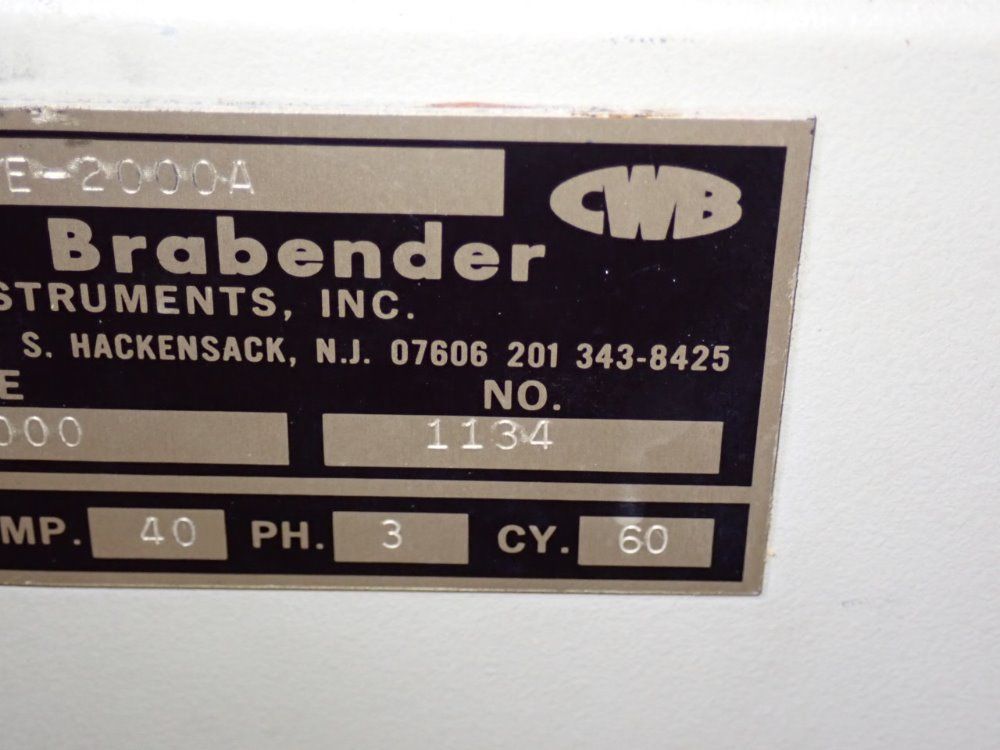 E-2000A
CWB
Brabender
STRUMENTS, INC.
S. HACKENSACK, N.J. 07606 201 343-8425
E NO.
000 1134
MP. 40 PH. 3 CY. 60